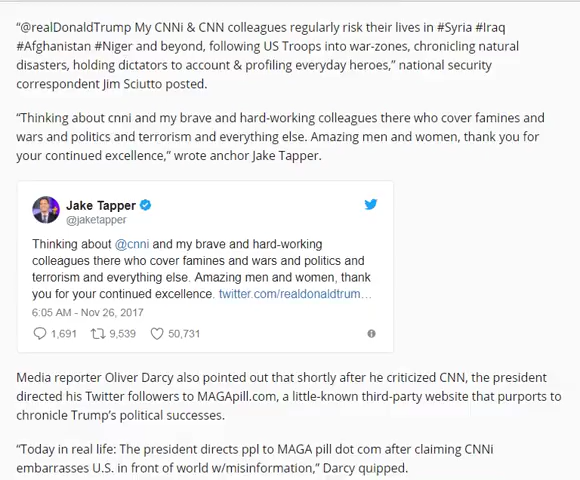 “@realDonaldTrump My CNNi & CNN colleagues regularly risk their lives in #Syria #Iraq
#Afghanistan #Niger and beyond, following US Troops into war-zones, chronicling natural
disasters, holding dictators to account & profiling everyday heroes,” national security
correspondent Jim Sciutto posted.
“Thinking about cnni and my brave and hard-working colleagues there who cover famines and
wars and politics and terrorism and everything else. Amazing men and women, thank you for
your continued excellence,” wrote anchor Jake Tapper.
Jake Tapper
@jaketapper
Thinking about @cnni and my brave and hard-working
colleagues there who cover famines and wars and politics and
terrorism and everything else. Amazing men and women, thank
you for your continued excellence. twitter.com/realdonaldtrum…
6:05 AM - Nov 26, 2017
1,691 9,539 50,731
Media reporter Oliver Darcy also pointed out that shortly after he criticized CNN, the president
directed his Twitter followers to MAGApill.com, a little-known third-party website that purports to
chronicle Trump’s political successes.
“Today in real life: The president directs ppl to MAGA pill dot com after claiming CNNi
embarrasses U.S. in front of world w/misinformation,” Darcy quipped.